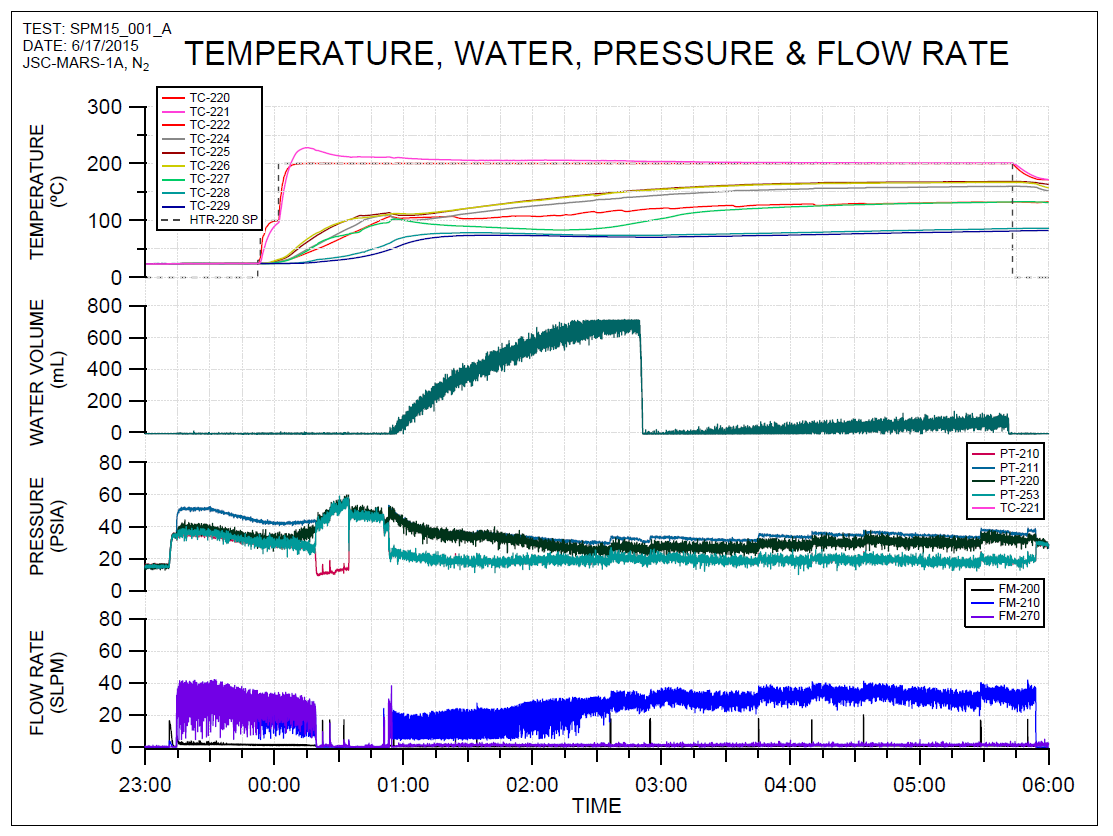 TEST: SPM15_001_A
DATE: 6/17/2015
JSC-MARS-1A, N₂
TEMPERATURE, WATER, PRESSURE & FLOW RATE
TEMPERATURE
(ºC)
300
200
100
0
TC-220
TC-221
TC-222
TC-224
TC-225
TC-226
TC-227
TC-228
TC-229
HTR-220 SP
WATER VOLUME
(mL)
800
600
400
200
0
PRESSURE
(PSIA)
80
60
40
20
0
PT-210
PT-211
PT-220
PT-253
TC-221
FLOW RATE
(SLPM)
80
60
40
20
0
FM-200
FM-210
FM-270
23:00 00:00 01:00 02:00 03:00 04:00 05:00 06:00
TIME